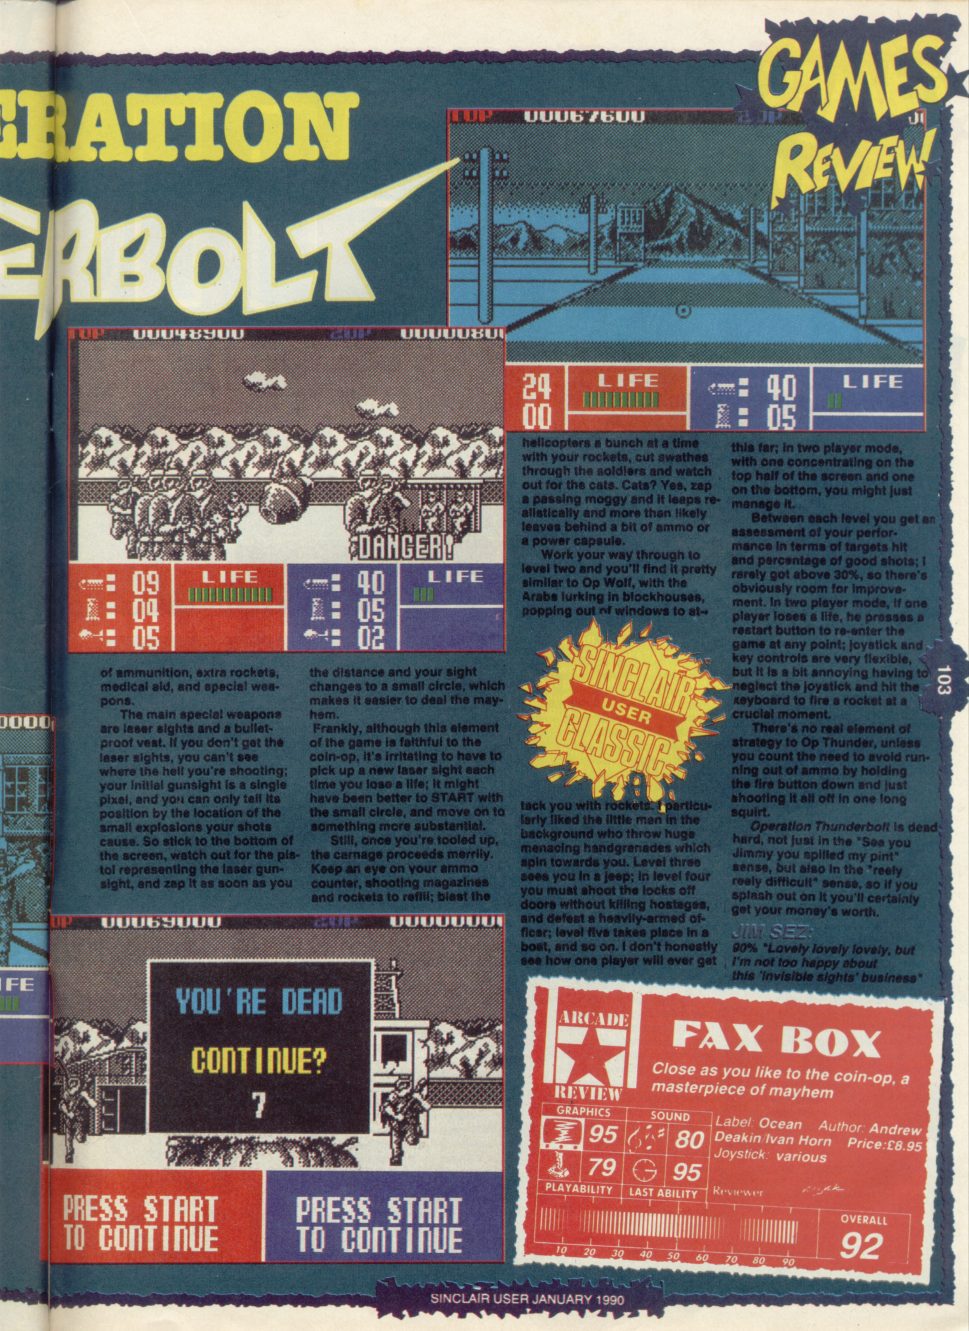 GAMES
REVIEW!
ERATION
ERBOLT
TOP 00067600 2UP
24
00
LIFE
40
05
LIFE
TOP 00048900 2UP 0000080
DANGER!
09
04
05
LIFE
40
05
02
LIFE
of ammunition, extra rockets,
medical aid, and special wea-
pons.
The main special weapons
are laser sights and a bullet-
proof vest. If you don't get the
laser sights, you can't see
where the hell you're shooting;
your initial gunsight is a single
pixel, and you can only tell its
position by the location of the
small explosions your shots
cause. So stick to the bottom of
the screen, watch out for the pis-
tol representing the laser gun-
sight, and zap it as soon as you
the distance and your sight
changes to a small circle, which
makes it easier to deal the may-
hem.
Frankly, although this element
of the game is faithful to the
coin-op, it's irritating to have to
pick up a new laser sight each
time you lose a life; it might
have been better to START with
the small circle, and move on to
something more substantial.
Still, once you're tooled up,
the carnage proceeds merrily.
Keep an eye on your ammo
counter, shooting magazines
and rockets to refill; blast the
helicopters a bunch at a time
with your rockets, cut swathes
through the soldiers and watch
out for the cats. Cats? Yes, zap
a passing moggy and it leaps re-
alistically and more than likely
leaves behind a bit of ammo or
a power capsule.
Work your way through to
level two and you'll find it pretty
similar to Op Wolf, with the
Arabs lurking in blockhouses,
popping out of windows to at-
SINCLAIR
USER
CLASSIC
tack you with rockets. I particu-
larly liked the little men in the
background who throw huge
menacing handgrenades which
spin towards you. Level three
sees you in a jeep; in level four
you must shoot the locks off
doors without killing hostages,
and defeat a heavily-armed of-
ficer; level five takes place in a
boat, and so on. I don't honestly
see how one player will ever get
this far; in two player mode,
with one concentrating on the
top half of the screen and one
on the bottom, you might just
manage it.
Between each level you get an
assessment of your perfor-
mance in terms of targets hit
and percentage of good shots; I
rarely got above 30%, so there's
obviously room for improve-
ment. In two player mode, if one
player loses a life, he presses a
restart button to re-enter the
game at any point; joystick and
key controls are very flexible,
but it is a bit annoying having to
neglect the joystick and hit the
keyboard to fire a rocket at a
crucial moment.
There's no real element of
strategy to Op Thunder, unless
you count the need to avoid run-
ning out of ammo by holding
the fire button down and just
shooting it all off in one long
squirt.
Operation Thunderbolt is dead
hard, not just in the "See you
Jimmy you spilled my pint"
sense, but also in the "reely
reely difficult" sense, so if you
splash out on it you'll certainly
get your money's worth.
JIM SEZ:
90% "Lovely lovely lovely, but
I'm not too happy about
this 'invisible sights' business"
103
0000
LIFE
UP 00069000 0000000
YOU'RE DEAD
CONTINUE?
7
PRESS START
TO CONTINUE
PRESS START
TO CONTINUE
ARCADE
REVIEW
FAX BOX
Close as you like to the coin-op, a
masterpiece of mayhem
GRAPHICS
95
SOUND
80
79
PLAYABILITY
95
LAST ABILITY
Label: Ocean Author: Andrew
Deakin/Ivan Horn Price:£8.95
Joystick: various
Reviewer
10 20 30 40 50 60 70 80 90
OVERALL
92
SINCLAIR USER JANUARY 1990